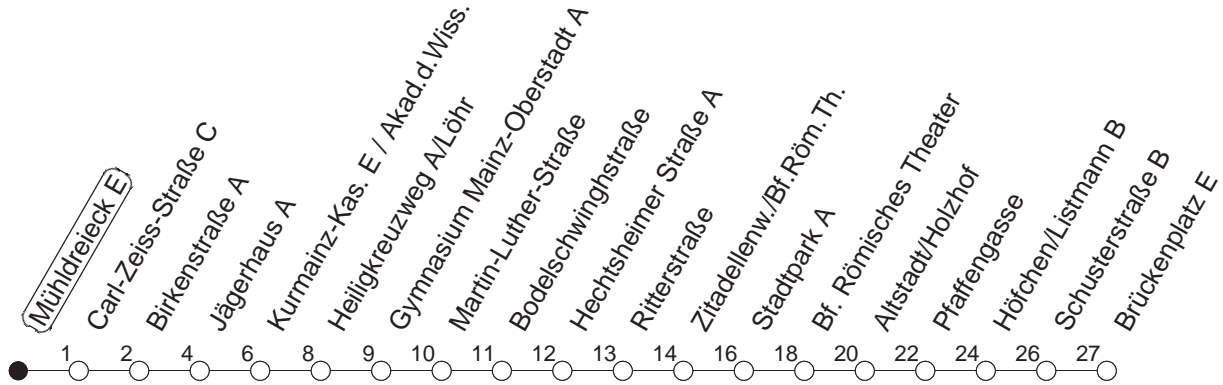 Mühldreieck E
Carl-Zeiss-Straße C
Birkenstraße A
Jägerhaus A
Kurmainz-Kas. E / Akad.d.Wiss.
Heiligkreuzweg A/Löhr
Gymnasium Mainz-Oberstadt A
Martin-Luther-Straße
Bodelschwinghstraße
Hechtsheimer Straße A
Ritterstraße
Zitadellenw./Bf.Röm.Th.
Stadtpark A
Bf. Römisches Theater
Altstadt/Holzhof
Pfaffengasse
Höfchen/Listmann B
Schusterstraße B
Brückenplatz E
1 2 4 6 8 9 10 11 12 13 14 16 18 20 22 24 26 27